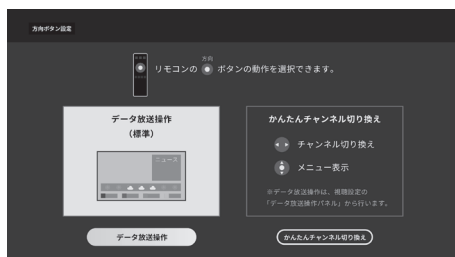 方向ボタン設定
方向
リモコンの ボタンの動作を選択できます。
データ放送操作
（標準）
ニュース
データ放送操作
かんたんチャンネル切り換え
チャンネル切り換え
メニュー表示
※データ放送操作は、視聴設定の
「データ放送操作パネル」から行います。
かんたんチャンネル切り換え